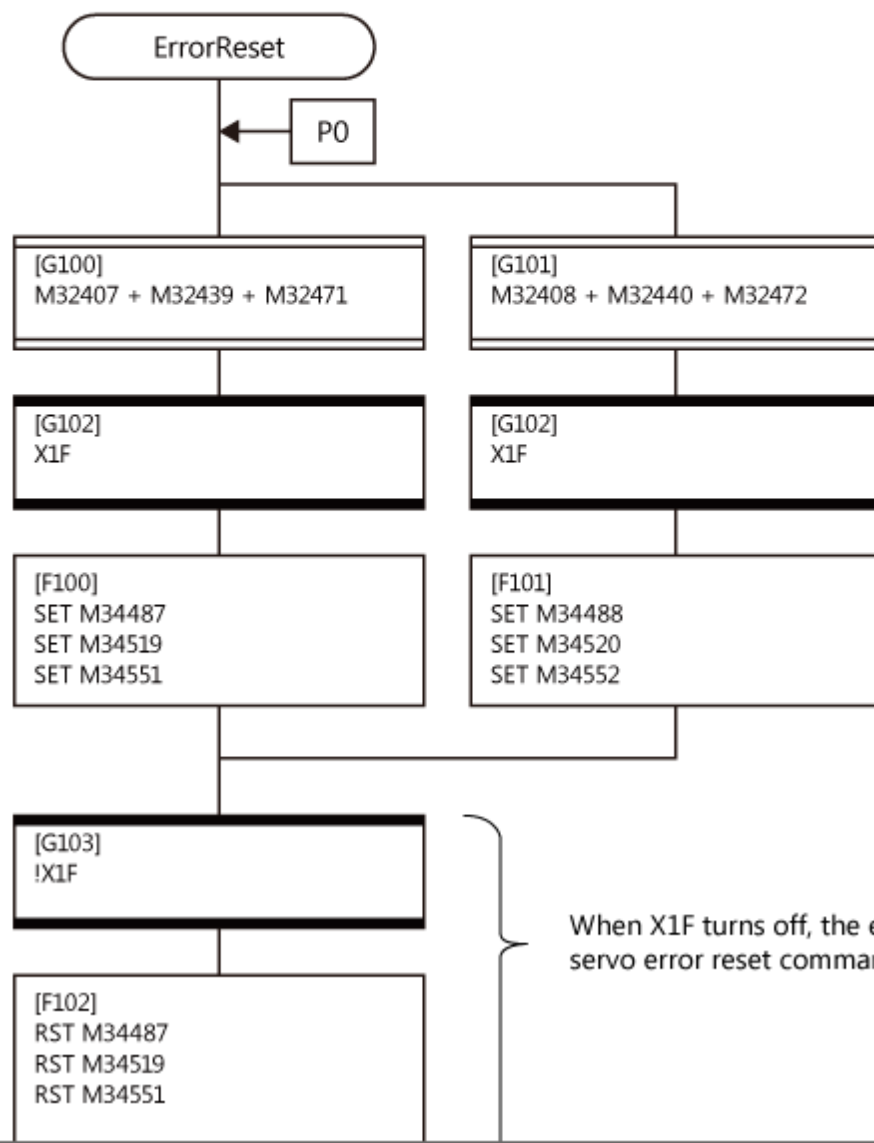 ErrorReset
P0
[G100]
M32407 + M32439 + M32471
[G101]
M32408 + M32440 + M32472
[G102]
X1F
[G102]
X1F
[F100]
SET M34487
SET M34519
SET M34551
[F101]
SET M34488
SET M34520
SET M34552
[G103]
!X1F
When X1F turns off, the
servo error reset
[F102]
RST M34487
RST M34519
RST M34551